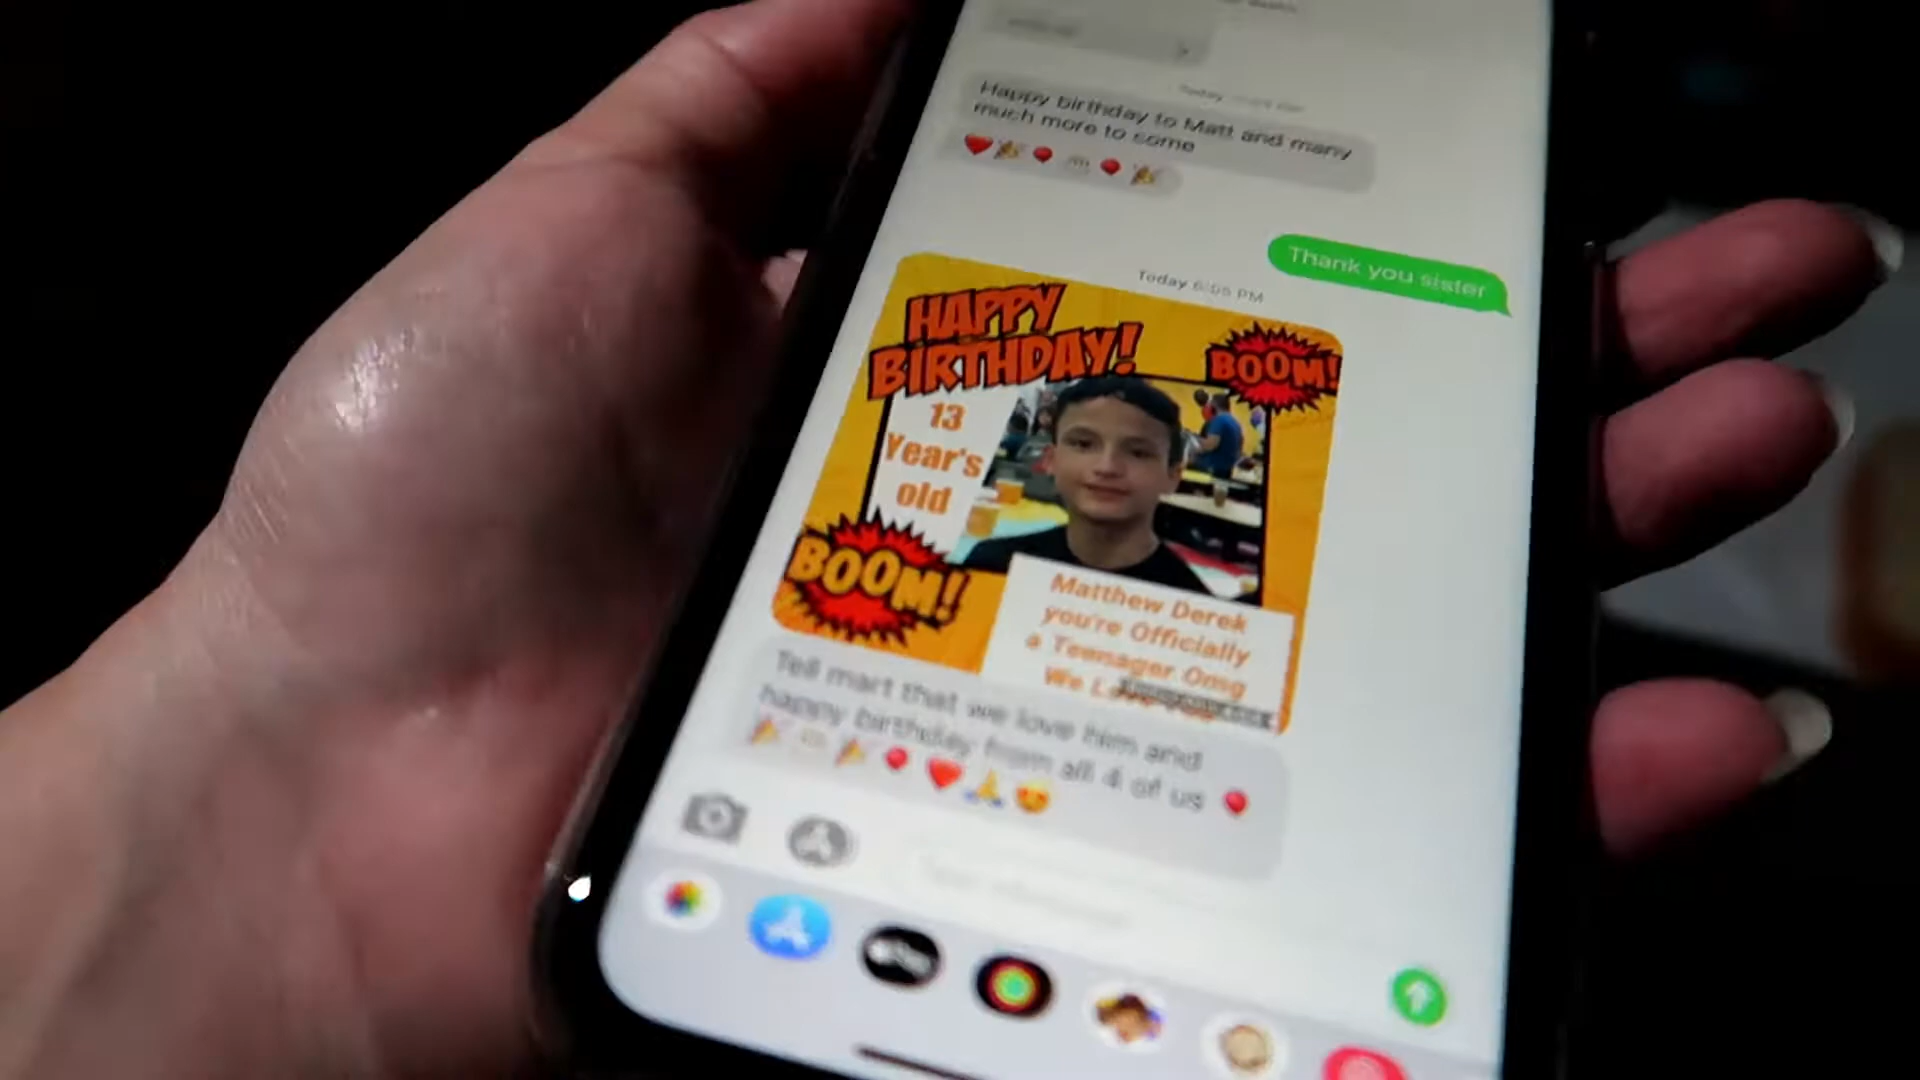 Today
Happy birthday to Matt and many
much more to come
Thank you sister
Today 6:05 PM
HAPPY
BIRTHDAY!
BOOM!
13
Year's
old
BOOM!
Matthew Derek
you're Officially
a Teenager Omg
We
Tell mart that we love him and
happy birthday from all 4 of us